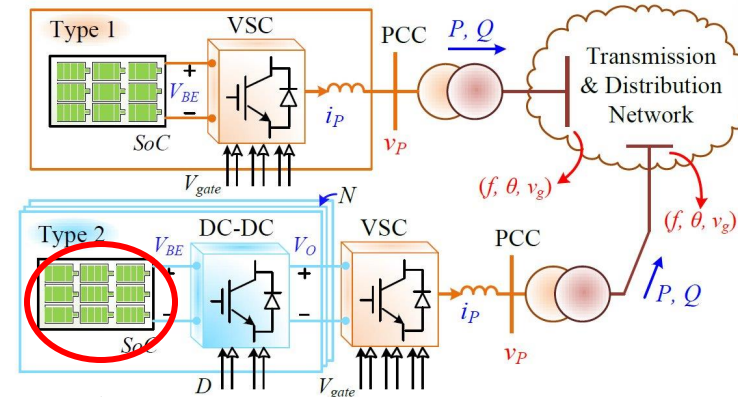 Type 1
VSC
PCC
P, Q
Transmission
& Distribution
Network
+
V_BE
−
SoC
i_P
v_P
V_gate
(f, θ, v_g)
(f, θ, v_g)
N
Type 2
DC-DC
VSC
PCC
V_BE
+
−
V_O
+
−
SoC
i_P
v_P
P, Q
D
V_gate